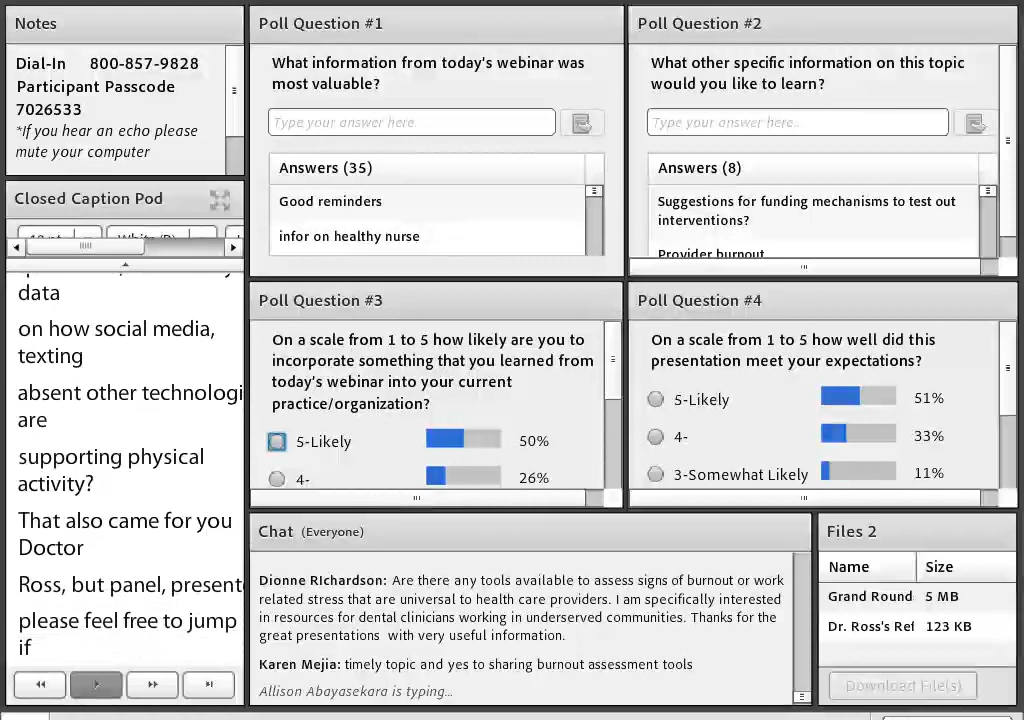 Notes
Dial-In 800-857-9828
Participant Passcode
7026533
*If you hear an echo please
mute your computer
Closed Caption Pod
data
on how social media,
texting
absent other technologi
are
supporting physical
activity?
That also came for you
Doctor
Ross, but panel, present
please feel free to jump
if
Poll Question #1
What information from today's webinar was
most valuable?
Type your answer here.
Answers (35)
Good reminders
infor on healthy nurse
Poll Question #2
What other specific information on this topic
would you like to learn?
Type your answer here..
Answers (8)
Suggestions for funding mechanisms to test out
interventions?
Provider burnout
Poll Question #3
On a scale from 1 to 5 how likely are you to
incorporate something that you learned from
today's webinar into your current
practice/organization?
5-Likely 50%
4- 26%
Poll Question #4
On a scale from 1 to 5 how well did this
presentation meet your expectations?
5-Likely 51%
4- 33%
3-Somewhat Likely 11%
Chat (Everyone)
Dionne RIchardson: Are there any tools available to assess signs of burnout or work
related stress that are universal to health care providers. I am specifically interested
in resources for dental clinicians working in underserved communities. Thanks for the
great presentations with very useful information.
Karen Mejia: timely topic and yes to sharing burnout assessment tools
Allison Abayasekara is typing...
Files 2
Name Size
Grand Round 5 MB
Dr. Ross's Ref 123 KB
Download File(s)